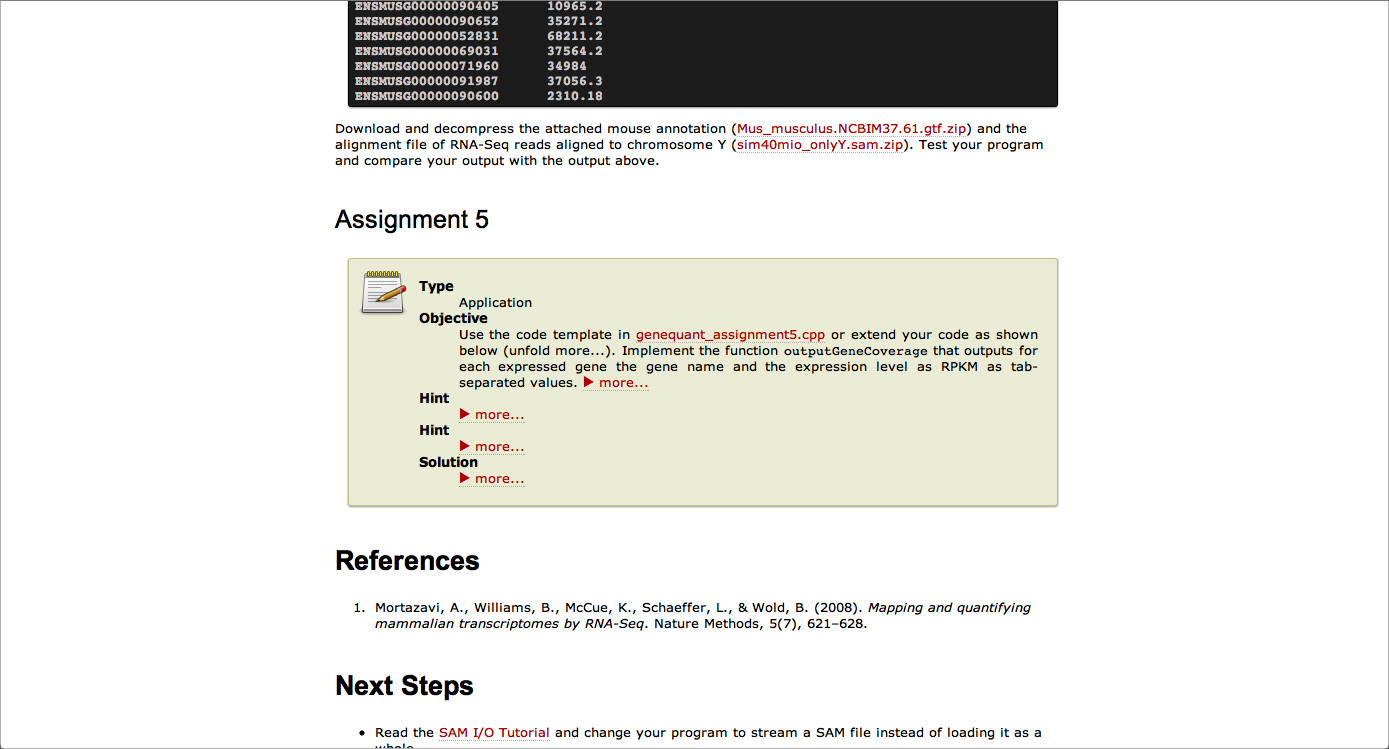 ENSMUSG00000090405 10965.2
ENSMUSG00000090652 35271.2
ENSMUSG00000052831 68211.2
ENSMUSG00000069031 37564.2
ENSMUSG00000071960 34984
ENSMUSG00000091987 37056.3
ENSMUSG00000090600 2310.18
Download and decompress the attached mouse annotation (Mus_musculus.NCBIM37.61.gtf.zip) and the
alignment file of RNA-Seq reads aligned to chromosome Y (sim40mio_onlyY.sam.zip). Test your program
and compare your output with the output above.
Assignment 5
Type
Application
Objective
Use the code template in genequant_assignment5.cpp or extend your code as shown
below (unfold more...). Implement the function outputGeneCoverage that outputs for
each expressed gene the gene name and the expression level as RPKM as tab-
separated values. ▶ more...
Hint
▶ more...
Hint
▶ more...
Solution
▶ more...
References
1. Mortazavi, A., Williams, B., McCue, K., Schaeffer, L., & Wold, B. (2008). Mapping and quantifying
mammalian transcriptomes by RNA-Seq. Nature Methods, 5(7), 621–628.
Next Steps
• Read the SAM I/O Tutorial and change your program to stream a SAM file instead of loading it as a
whole.